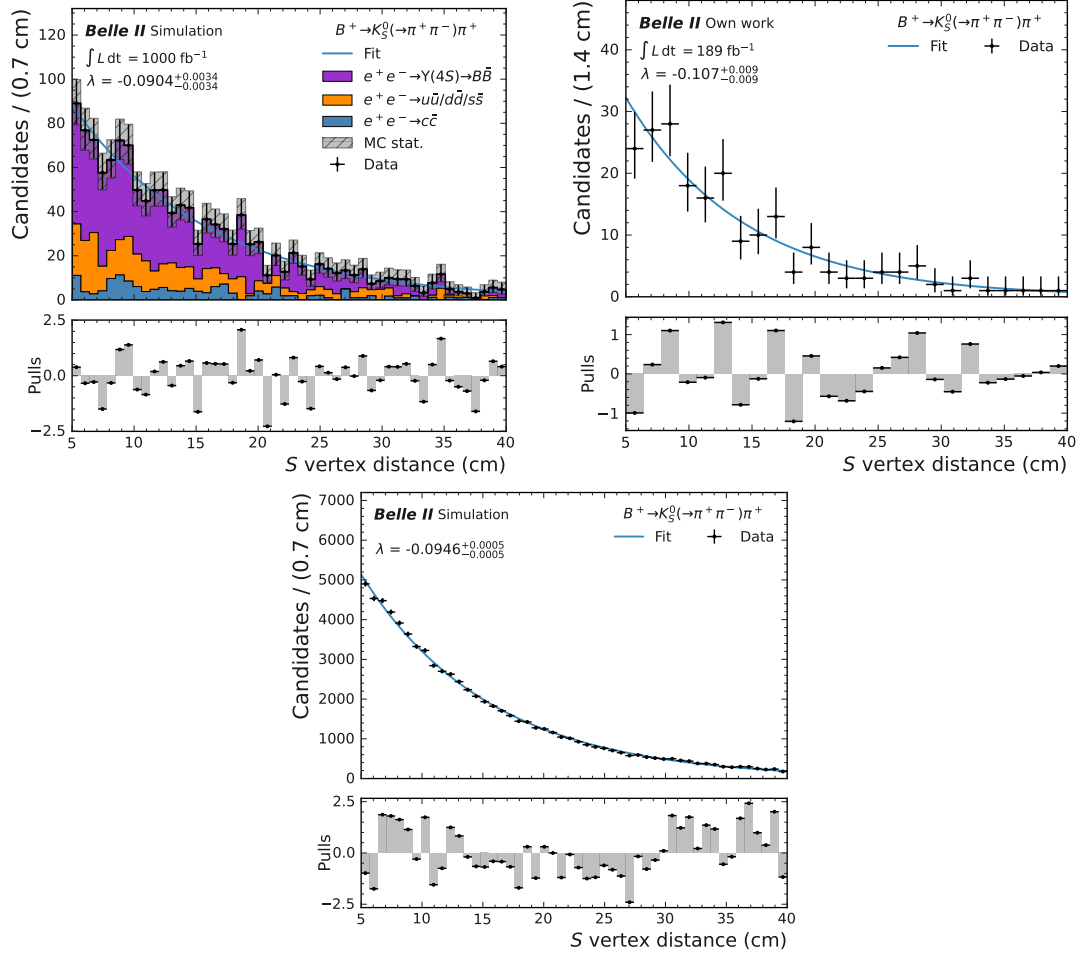 Candidates / (0.7 cm)
120
100
80
60
40
20
0
Belle II Simulation
∫ L dt = 1000 fb⁻¹
λ = -0.0904 +0.0034 −0.0034
B⁺→K⁰_S(→π⁺π⁻)π⁺
Fit
e⁺e⁻→Υ(4S)→BB̄
e⁺e⁻→uū/dd̄/ss̄
e⁺e⁻→cc̄
MC stat.
Data
Pulls
2.5
0.0
−2.5
5 10 15 20 25 30 35 40
S vertex distance (cm)
Candidates / (1.4 cm)
40
30
20
10
0
Belle II Own work
∫ L dt = 189 fb⁻¹
λ = -0.107 +0.009 −0.009
B⁺→K⁰_S(→π⁺π⁻)π⁺
Fit Data
Pulls
1
0
−1
5 10 15 20 25 30 35 40
S vertex distance (cm)
Candidates / (0.7 cm)
7000
6000
5000
4000
3000
2000
1000
0
Belle II Simulation
λ = -0.0946 +0.0005 −0.0005
B⁺→K⁰_S(→π⁺π⁻)π⁺
Fit Data
Pulls
2.5
0.0
−2.5
5 10 15 20 25 30 35 40
S vertex distance (cm)